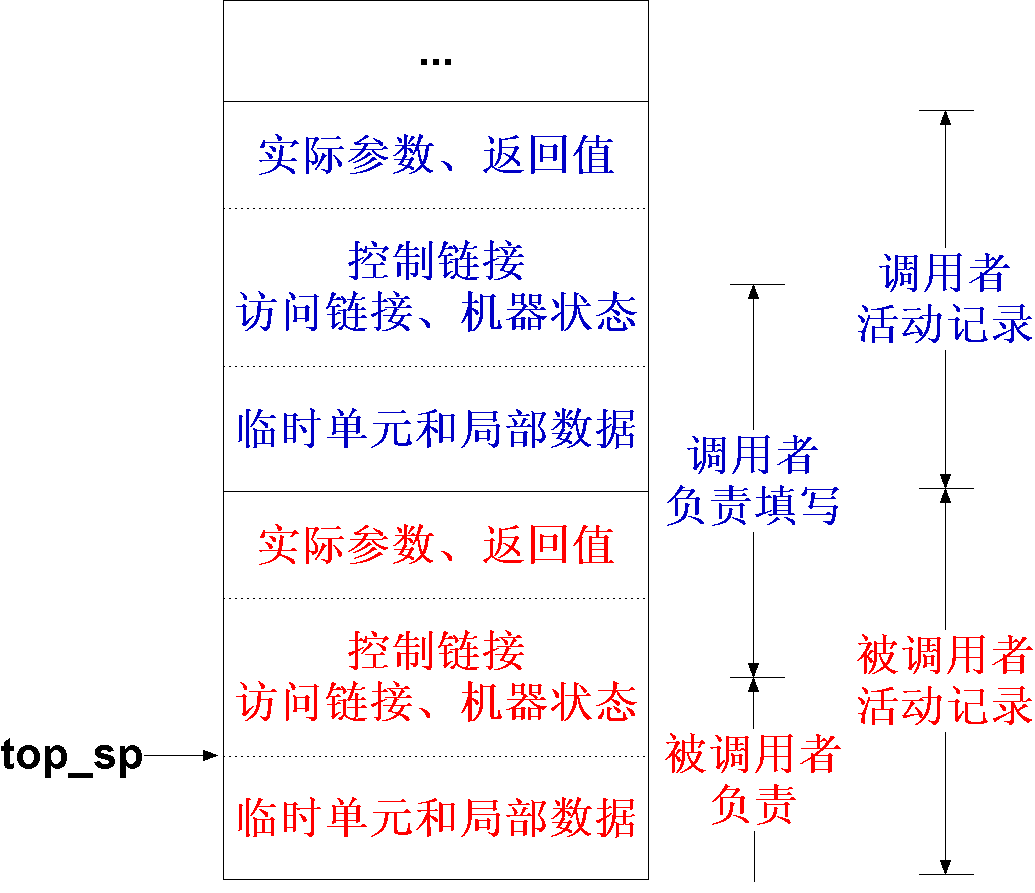 ...
实际参数、返回值
控制链接
访问链接、机器状态
临时单元和局部数据
实际参数、返回值
控制链接
访问链接、机器状态
临时单元和局部数据
top_sp
调用者
负责填写
被调用者
负责
调用者
活动记录
被调用者
活动记录